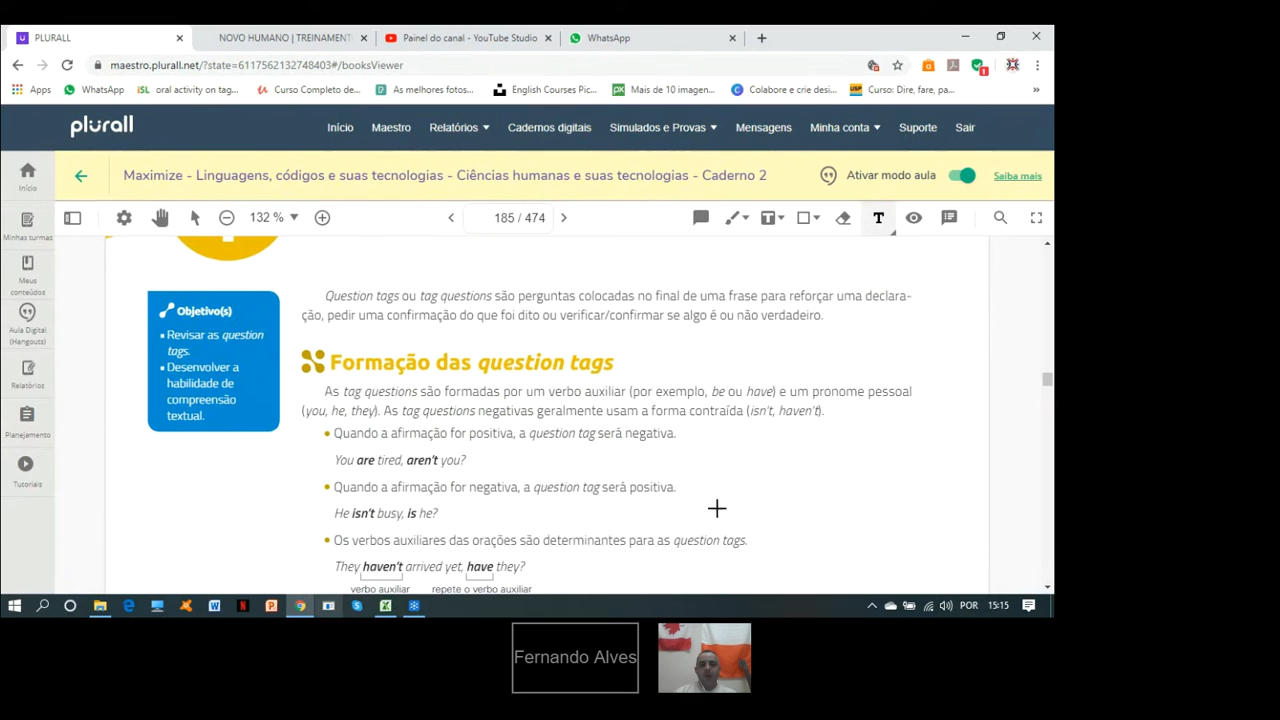 PLURALL
NOVO HUMANO | TREINAMENT
Painel do canal - YouTube Studio
WhatsApp
maestro.plurall.net/?state=6117562132748403#/booksViewer
Apps
WhatsApp
oral activity on tag...
Curso Completo de...
As melhores fotos...
English Courses Pic...
Mais de 10 imagen...
Colabore e crie desi...
Curso: Dire, fare, pa...
plurall
Início
Maestro
Relatórios
Cadernos digitais
Simulados e Provas
Mensagens
Minha conta
Suporte
Sair
Maximize - Linguagens, códigos e suas tecnologias - Ciências humanas e suas tecnologias - Caderno 2
Ativar modo aula
Saiba mais
132 %
185 / 474
Início
Minhas turmas
Meus
conteúdos
Aula Digital
(Hangouts)
Relatórios
Planejamento
Tutoriais
Objetivo(s)
Revisar as question
tags.
Desenvolver a
habilidade de
compreensão
textual.
Question tags ou tag questions são perguntas colocadas no final de uma frase para reforçar uma declara-
ção, pedir uma confirmação do que foi dito ou verificar/confirmar se algo é ou não verdadeiro.
Formação das question tags
As tag questions são formadas por um verbo auxiliar (por exemplo, be ou have) e um pronome pessoal
(you, he, they). As tag questions negativas geralmente usam a forma contraída (isn't, haven't).
• Quando a afirmação for positiva, a question tag será negativa.
You are tired, aren't you?
• Quando a afirmação for negativa, a question tag será positiva.
He isn't busy, is he?
• Os verbos auxiliares das orações são determinantes para as question tags.
They haven't arrived yet, have they?
verbo auxiliar
repete o verbo auxiliar
POR
15:15
Fernando Alves